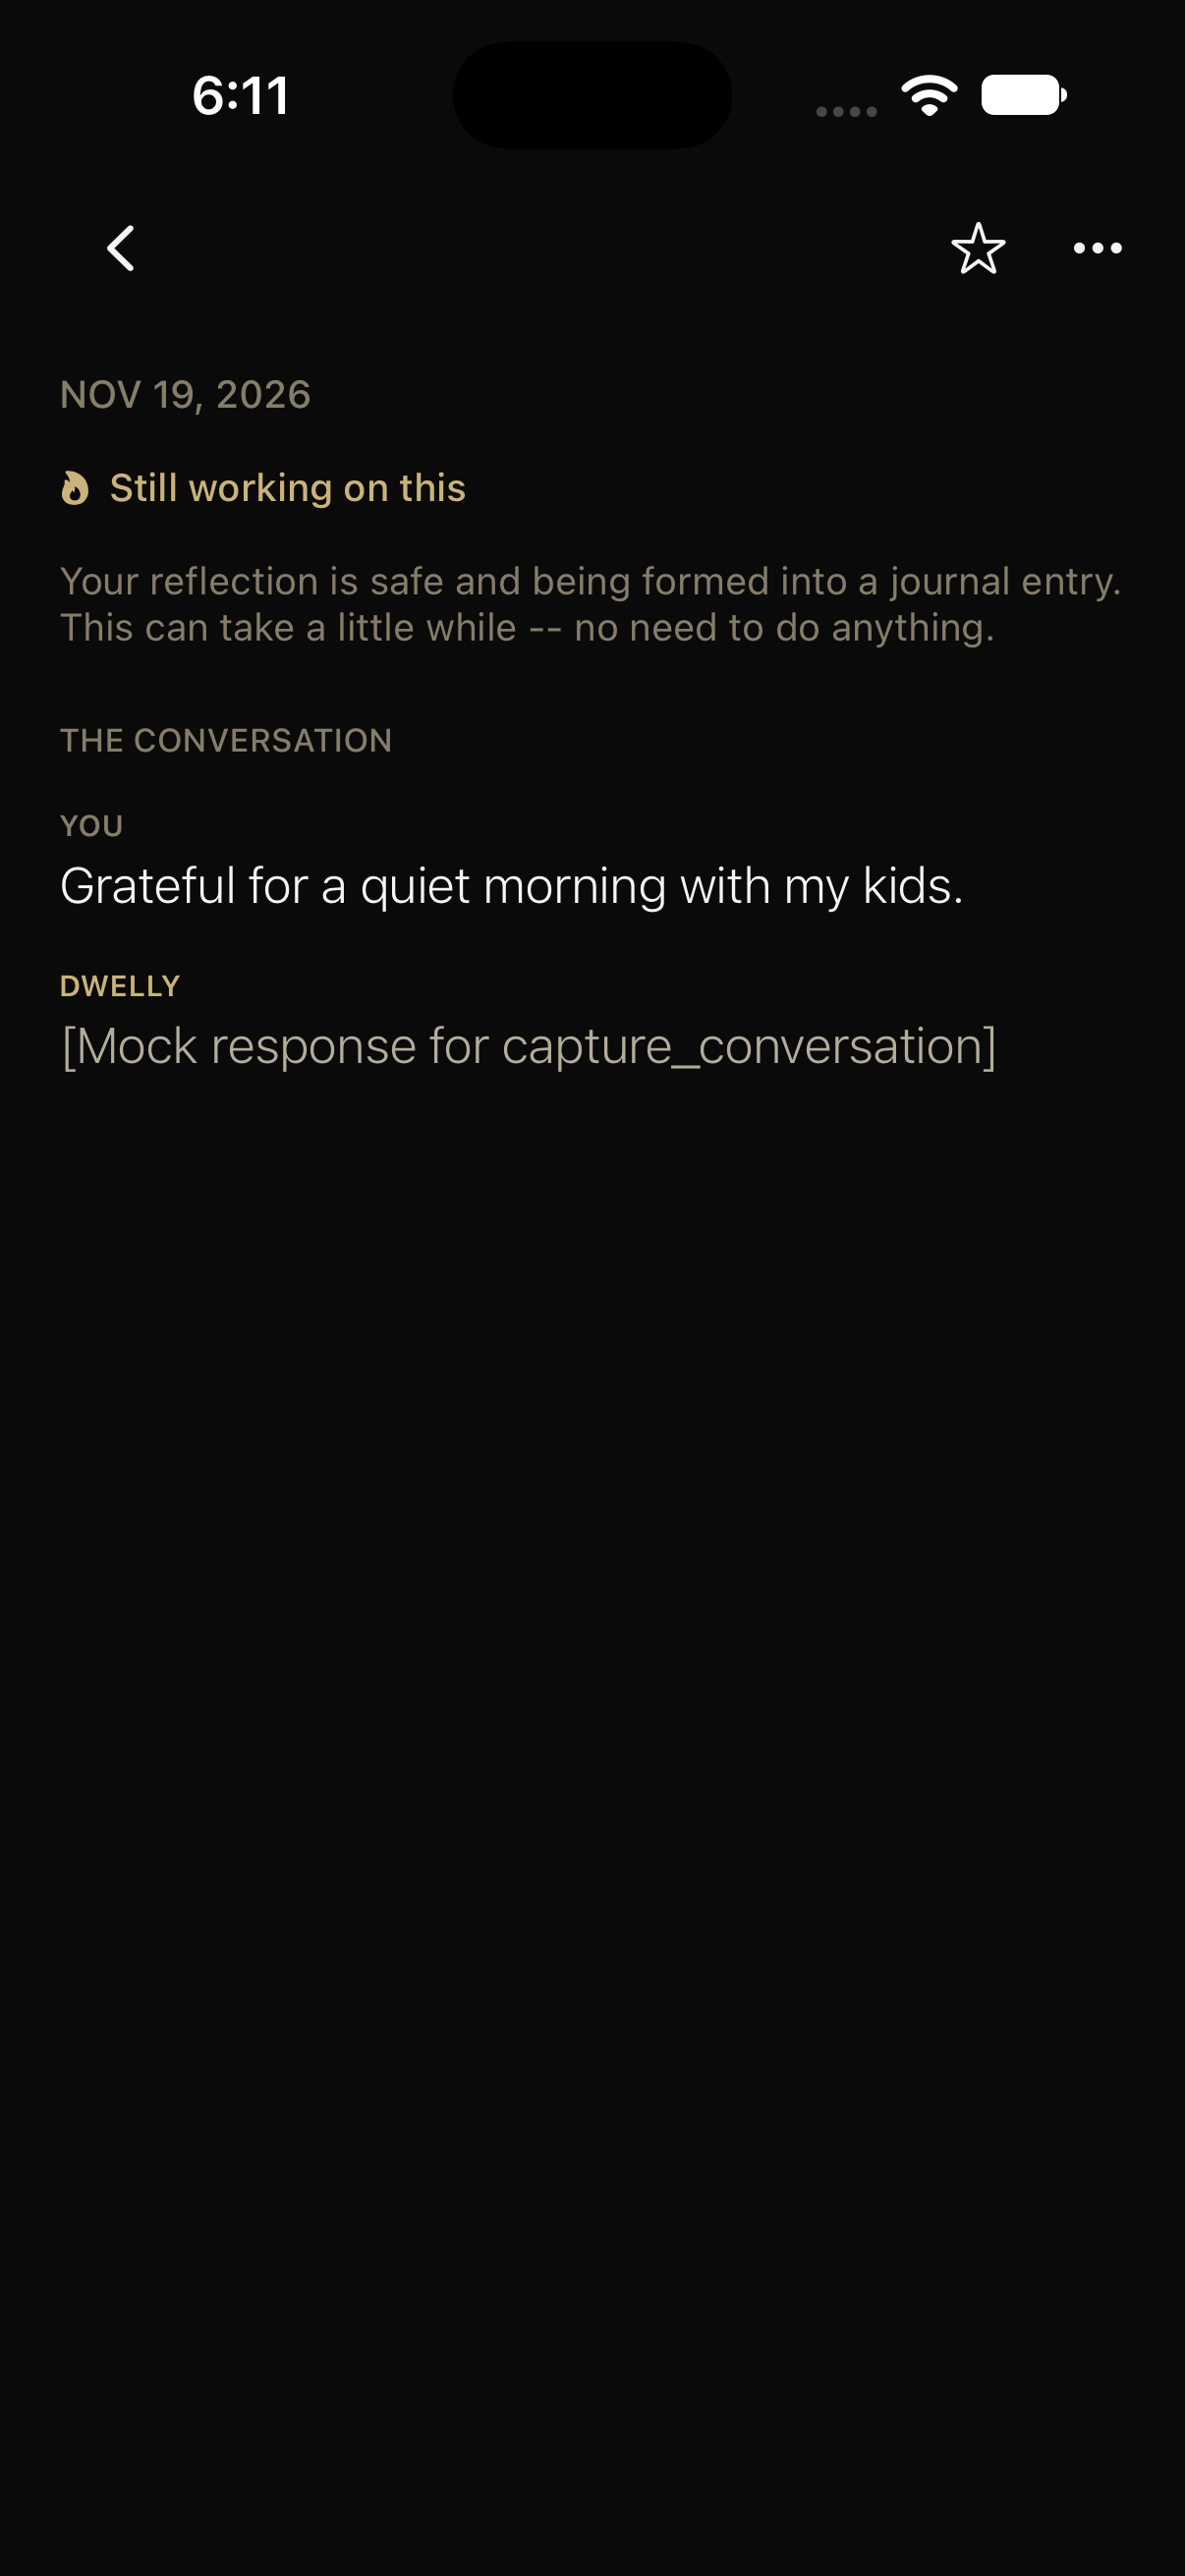 6:11
NOV 19, 2026
Still working on this
Your reflection is safe and being formed into a journal entry.
This can take a little while -- no need to do anything.
THE CONVERSATION
YOU
Grateful for a quiet morning with my kids.
DWELLY
[Mock response for capture_conversation]